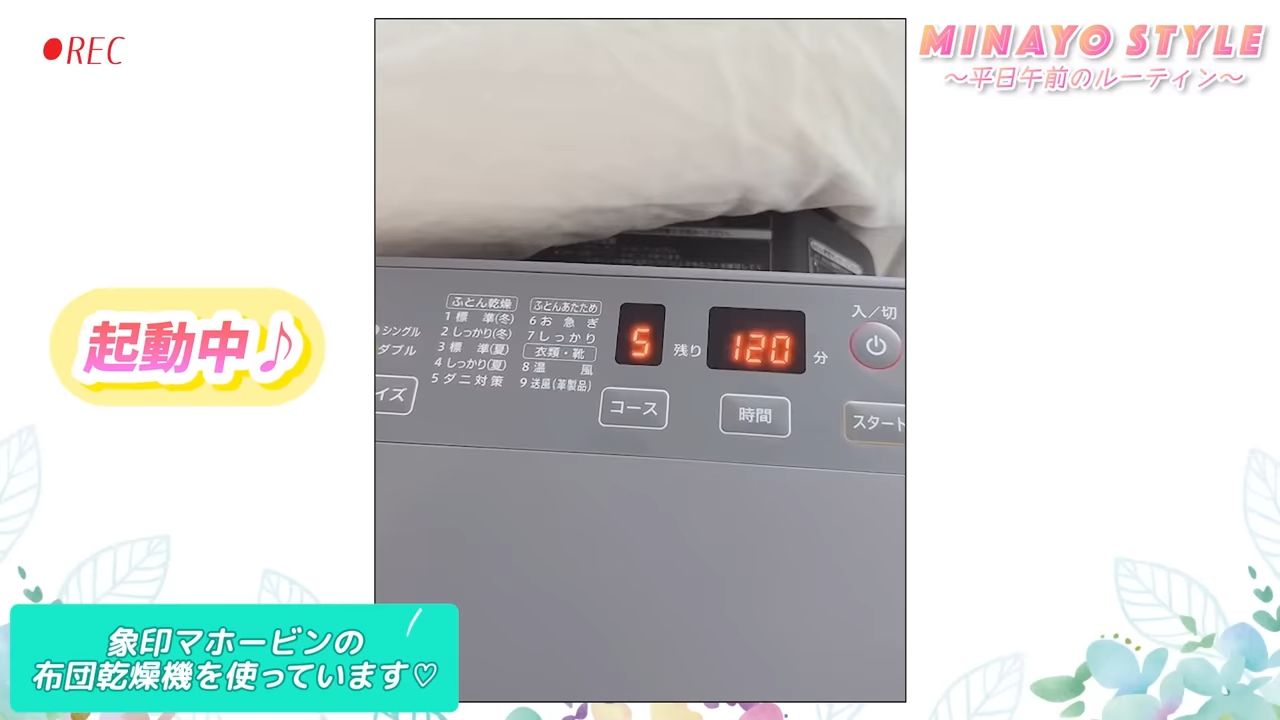 ●REC
MINAYO STYLE
～平日午前のルーティン～
起動中♪
シングル
ダブル
イズ
ふとん乾燥
1 標 準(冬)
2 しっかり(冬)
3 標 準(夏)
4 しっかり(夏)
5 ダニ対策
ふとんあたため
6 お急ぎ
7 しっかり
衣類・靴
8 温 風
9 送風(革製品)
5
コース
残り
120
分
時間
入／切
スタート
象印マホービンの
布団乾燥機を使っています♡